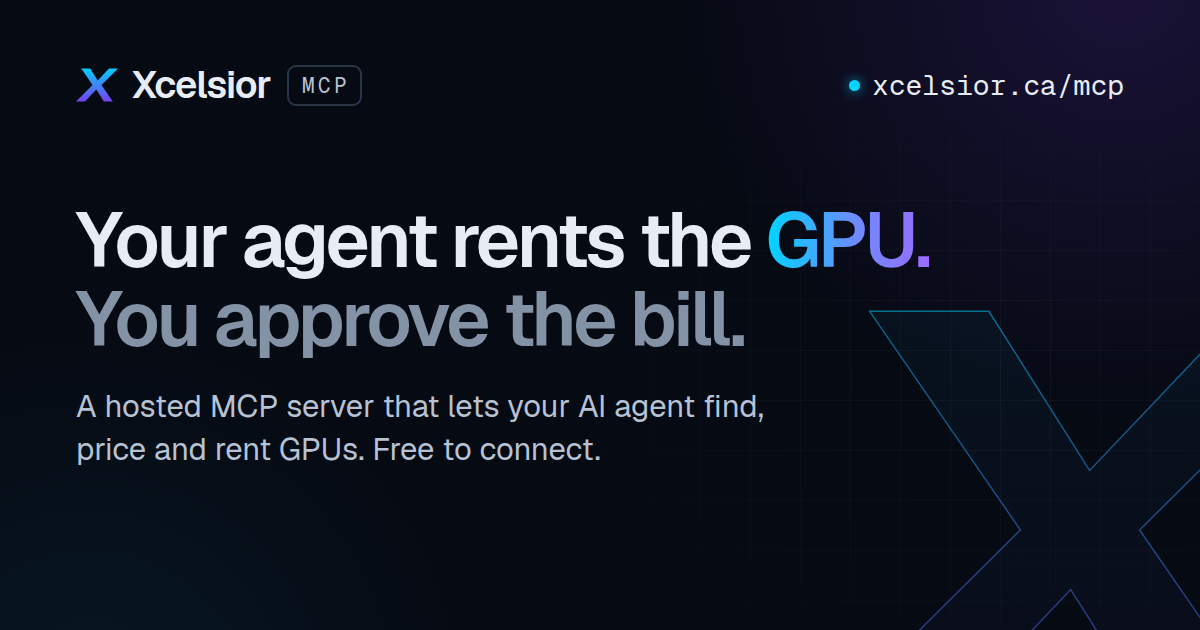 Xcelsior MCP
xcelsior.ca/mcp
Your agent rents the GPU.
You approve the bill.
A hosted MCP server that lets your AI agent find,
price and rent GPUs. Free to connect.